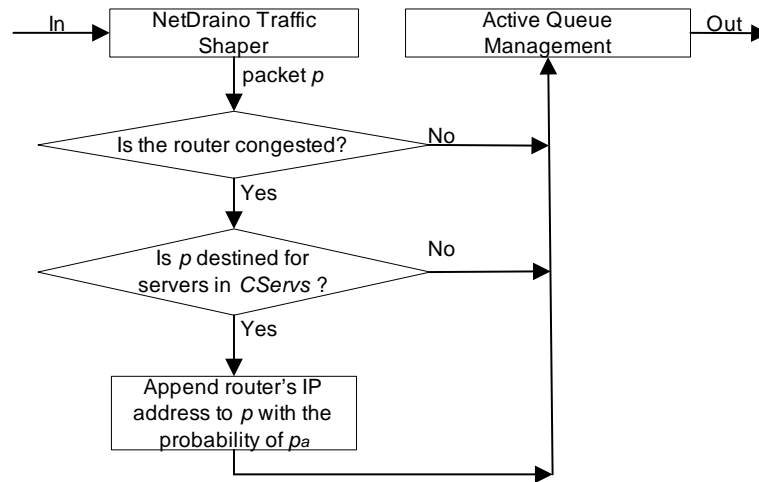 In
NetDraino Traffic
Shaper
Active Queue
Management
Out
packet p
Is the router congested?
No
Yes
Is p destined for
servers in CServs ?
No
Yes
Append router's IP
address to p with the
probability of pa